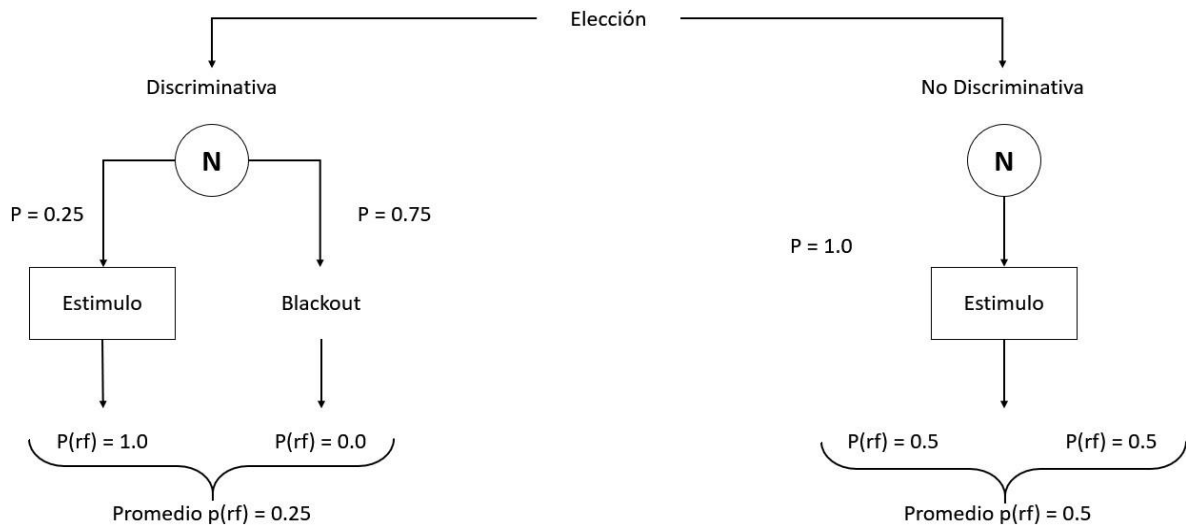 Elección
Discriminativa
No Discriminativa
N
N
P = 0.25
P = 0.75
P = 1.0
Estimulo
Blackout
Estimulo
P(rf) = 1.0
P(rf) = 0.0
P(rf) = 0.5
P(rf) = 0.5
Promedio p(rf) = 0.25
Promedio p(rf) = 0.5